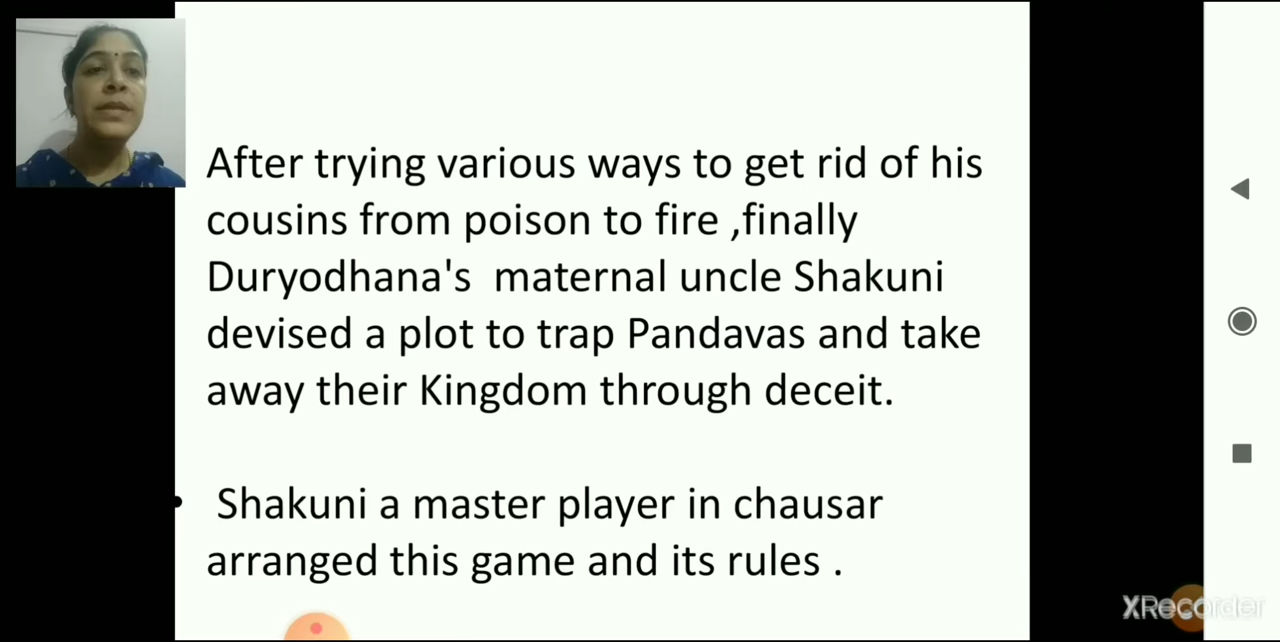 After trying various ways to get rid of his
cousins from poison to fire ,finally
Duryodhana's  maternal uncle Shakuni
devised a plot to trap Pandavas and take
away their Kingdom through deceit.
• Shakuni a master player in chausar
arranged this game and its rules .
XRecorder